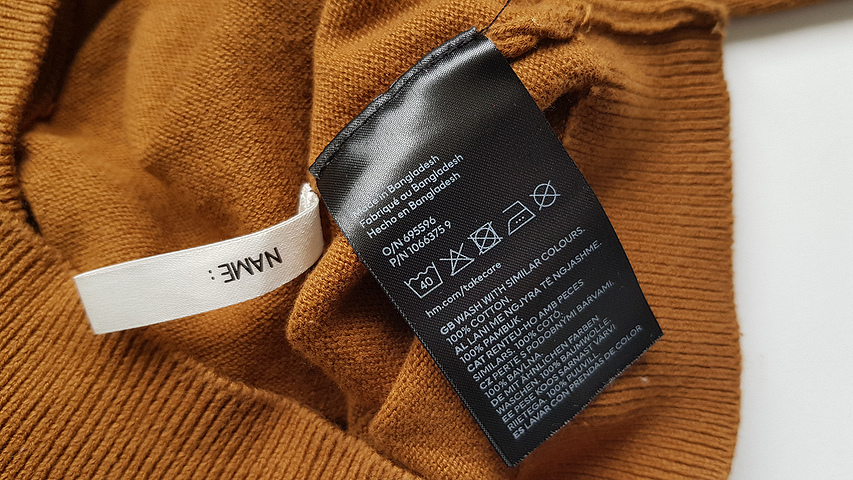 Made in Bangladesh
Fabriqué au Bangladesh
Hecho en Bangladesh
O/N 695596
P/N 1066375 9
40
hm.com/takecare
GB WASH WITH SIMILAR COLOURS.
100% COTTON.
AL LANI ME NGJYRA TË NGJASHME.
100% PAMBUK.
CAT RENTEU-HO AMB PECES
SIMILARS, 100% COTÓ.
CZ PERTE S PODOBNÝMI BARVAMI.
100% BAVLNA.
DE MIT ÄHNLICHEN FARBEN
WASCHEN, 100% BAUMWOLLE.
EE PESE KOOS SARNAST VÄRVI
RIIETEGA. 100% PUUVILL.
ES LAVAR CON PRENDAS DE COLOR
NAME: